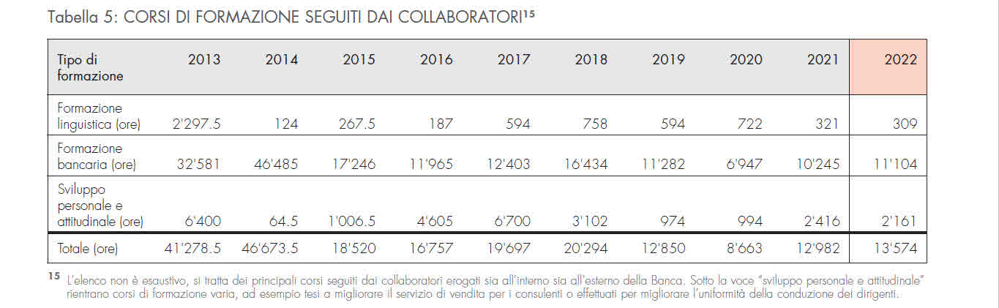 Tabella 5: CORSI DI FORMAZIONE SEGUITI DAI COLLABORATORI15
Tipo di formazione 2013 2014 2015 2016 2017 2018 2019 2020 2021 2022
Formazione
linguistica (ore) 2'297.5 124 267.5 187 594 758 594 722 321 309
Formazione
bancaria (ore) 32'581 46'485 17'246 11'965 12'403 16'434 11'282 6'947 10'245 11'104
Sviluppo
personale e
attitudinale (ore) 6'400 64.5 1'006.5 4'605 6'700 3'102 974 994 2'416 2'161
Totale (ore) 41'278.5 46'673.5 18'520 16'757 19'697 20'294 12'850 8'663 12'982 13'574
15 L'elenco non è esaustivo, si tratta dei principali corsi seguiti dai collaboratori erogati sia all'interno sia all'esterno della Banca. Sotto la voce "sviluppo personale e attitudinale"
rientrano corsi di formazione varia, ad esempio tesi a migliorare il servizio di vendita per i consulenti o effettuati per migliorare l'uniformità della conduzione dei dirigenti.